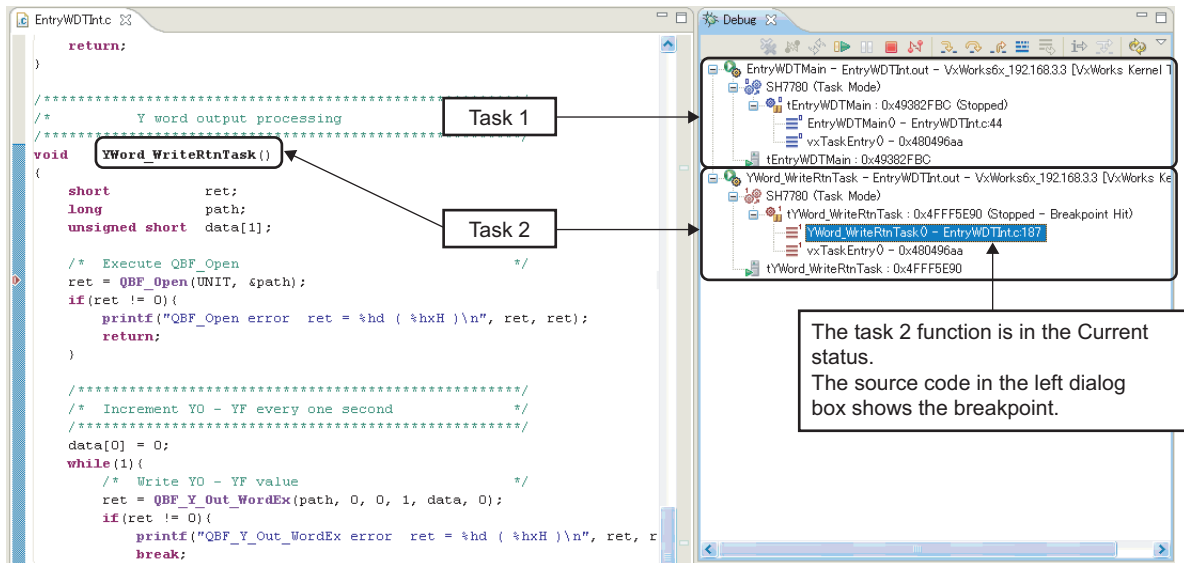 EntryWDTInt.c
return;
}
/****************************************************/
/* Y word output processing
/****************************************************/
void YWord_WriteRtnTask()
{
short ret;
long path;
unsigned short data[1];
/* Execute QBF_Open */
ret = QBF_Open(UNIT, &path);
if(ret != 0){
printf("QBF_Open error ret = %hd ( %hxH )\n", ret, ret);
return;
}
/****************************************************/
/* Increment Y0 - YF every one second */
/****************************************************/
data[0] = 0;
while(1){
/* Write Y0 - YF value */
ret = QBF_Y_Out_WordEx(path, 0, 0, 1, data, 0);
if(ret != 0){
printf("QBF_Y_Out_WordEx error ret = %hd ( %hxH )\n", ret, r
break;
Task 1
Task 2
Debug
EntryWDTMain - EntryWDTInt.out - VxWorks6x_192.168.3.3 [VxWorks Kernel T
SH7780 (Task Mode)
tEntryWDTMain : 0x49382FBC (Stopped)
EntryWDTMain() - EntryWDTInt.c:44
vxTaskEntry() - 0x480496aa
tEntryWDTMain : 0x49382FBC
YWord_WriteRtnTask - EntryWDTInt.out - VxWorks6x_192.168.3.3 [VxWorks Ke
SH7780 (Task Mode)
tYWord_WriteRtnTask : 0x4FFF5E90 (Stopped - Breakpoint Hit)
YWord_WriteRtnTask() - EntryWDTInt.c:187
vxTaskEntry() - 0x480496aa
tYWord_WriteRtnTask : 0x4FFF5E90
The task 2 function is in the Current
status.
The source code in the left dialog
box shows the breakpoint.